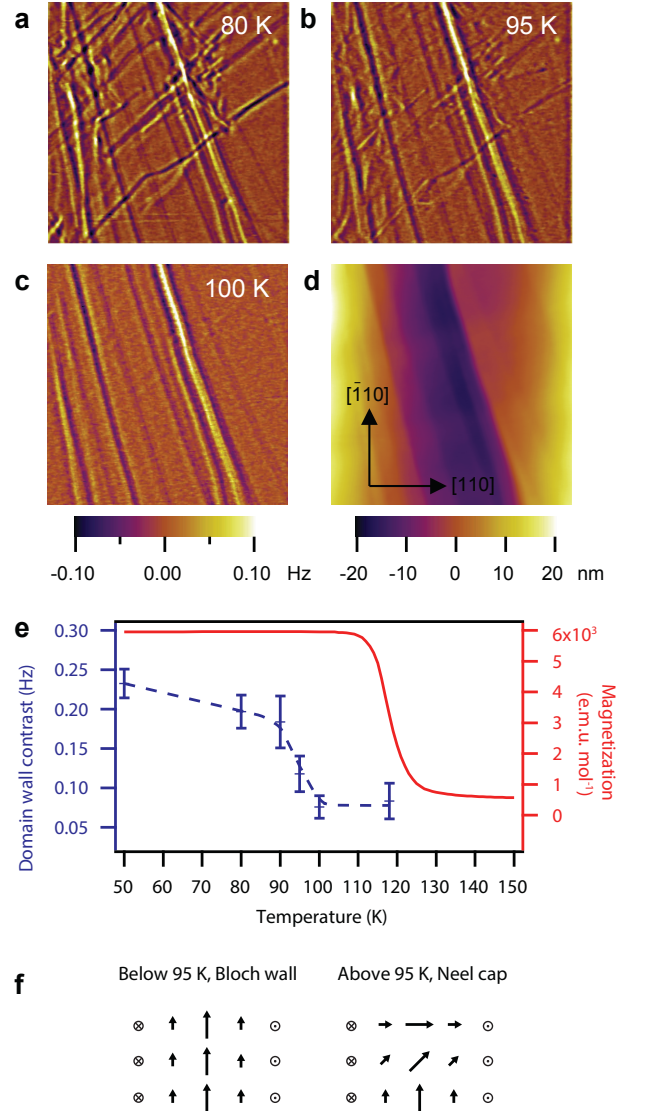 a
80 K
b
95 K
c
100 K
d
[1̄10]
[110]
-0.10
0.00
0.10
Hz
-20
-10
0
10
20
nm
e
0.30
0.25
0.20
0.15
0.10
0.05
Domain wall contrast (Hz)
6x10³
5
4
3
2
1
0
Magnetization
(e.m.u. mol⁻¹)
50 60 70 80 90 100 110 120 130 140 150
Temperature (K)
f
Below 95 K, Bloch wall
Above 95 K, Neel cap